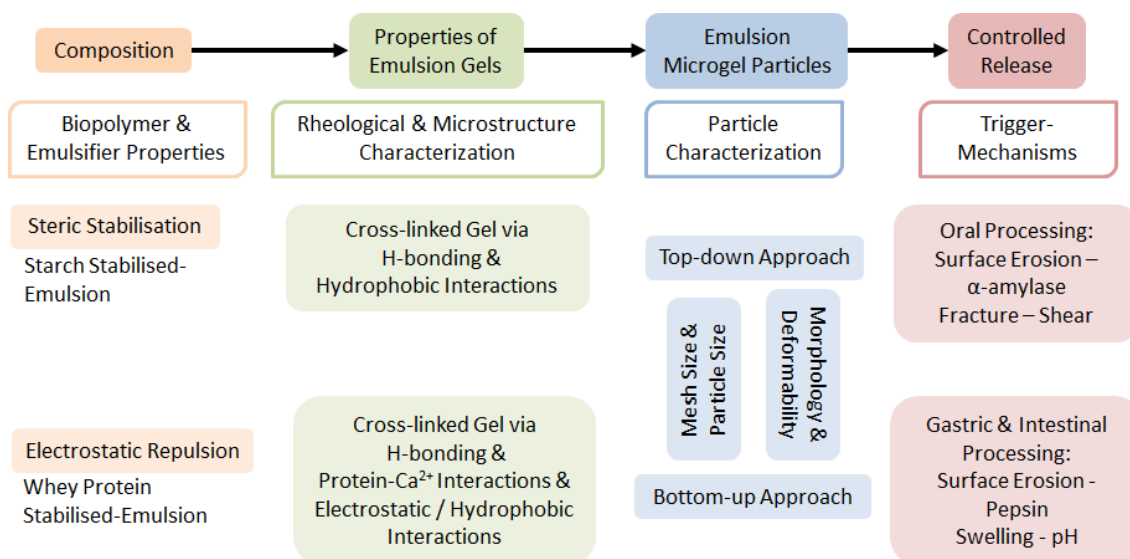 Composition
Properties of
Emulsion Gels
Emulsion
Microgel Particles
Controlled
Release
Biopolymer &
Emulsifier Properties
Rheological & Microstructure
Characterization
Particle
Characterization
Trigger-
Mechanisms
Steric Stabilisation
Starch Stabilised-
Emulsion
Cross-linked Gel via
H-bonding &
Hydrophobic Interactions
Top-down Approach
Mesh Size &
Particle Size
Morphology &
Deformability
Oral Processing:
Surface Erosion –
α-amylase
Fracture – Shear
Electrostatic Repulsion
Whey Protein
Stabilised-Emulsion
Cross-linked Gel via
H-bonding &
Protein-Ca²⁺ Interactions &
Electrostatic / Hydrophobic
Interactions
Bottom-up Approach
Gastric & Intestinal
Processing:
Surface Erosion -
Pepsin
Swelling - pH